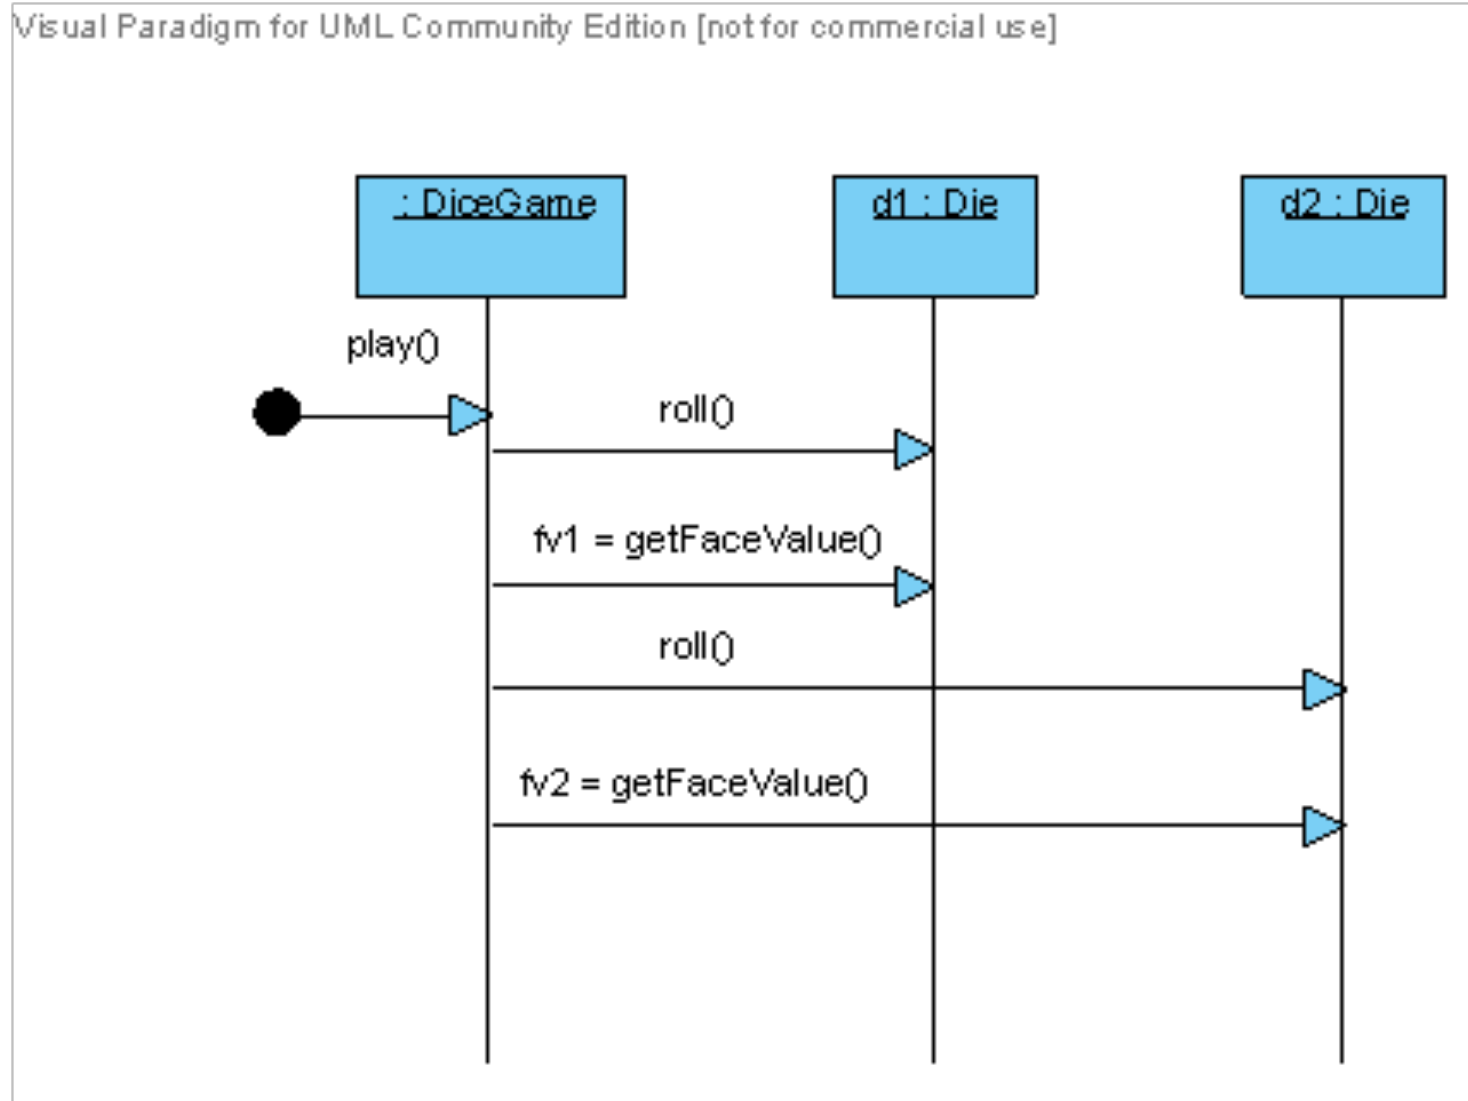 Visual Paradigm for UML Community Edition [not for commercial use]
: DiceGame
d1 : Die
d2 : Die
play()
roll()
fv1 = getFaceValue()
roll()
fv2 = getFaceValue()